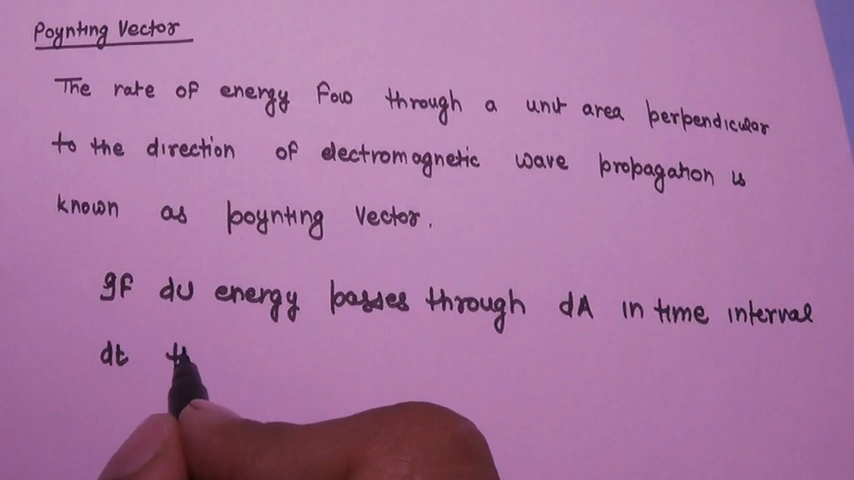 Poynting Vector
The rate of energy Fow through a unit area perpendicular
to the direction of electromagnetic wave propagation is
known as poynting vector.
If dU energy passes through dA in time interval
dt